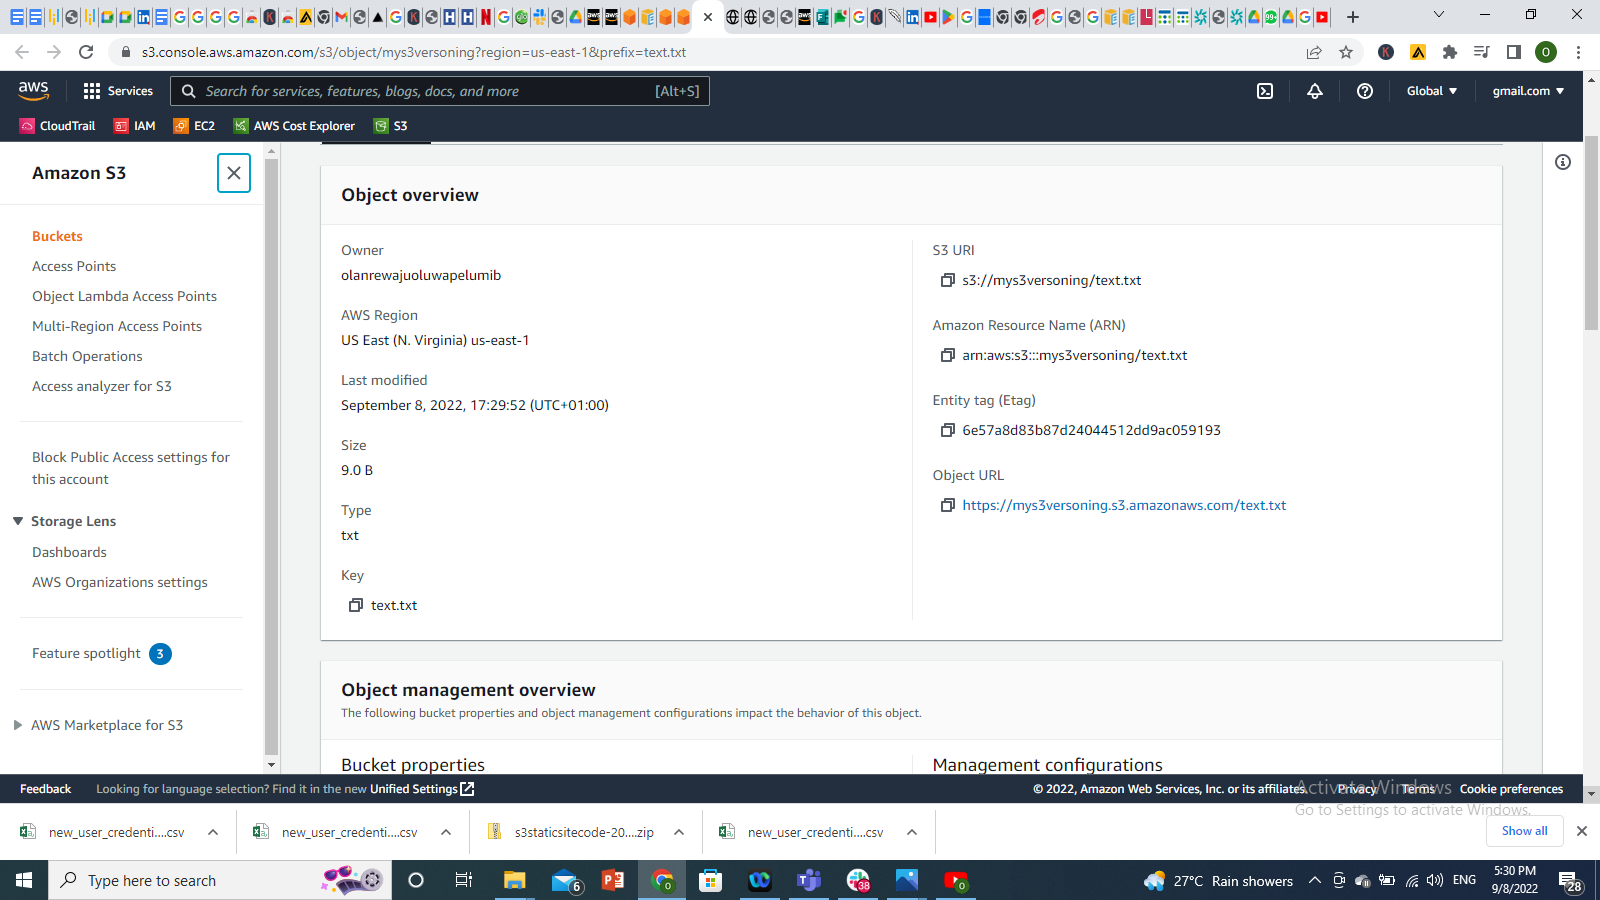 s3.console.aws.amazon.com/s3/object/mys3versoning?region=us-east-1&prefix=text.txt
aws
Services
Search for services, features, blogs, docs, and more
[Alt+S]
Global
gmail.com
CloudTrail
IAM
EC2
AWS Cost Explorer
S3
Amazon S3
Buckets
Access Points
Object Lambda Access Points
Multi-Region Access Points
Batch Operations
Access analyzer for S3
Block Public Access settings for
this account
Storage Lens
Dashboards
AWS Organizations settings
Feature spotlight 3
AWS Marketplace for S3
Object overview
Owner
olanrewajuoluwapelumib
AWS Region
US East (N. Virginia) us-east-1
Last modified
September 8, 2022, 17:29:52 (UTC+01:00)
Size
9.0 B
Type
txt
Key
text.txt
S3 URI
s3://mys3versoning/text.txt
Amazon Resource Name (ARN)
arn:aws:s3:::mys3versoning/text.txt
Entity tag (Etag)
6e57a8d83b87d24044512dd9ac059193
Object URL
https://mys3versoning.s3.amazonaws.com/text.txt
Object management overview
The following bucket properties and object management configurations impact the behavior of this object.
Bucket properties
Management configurations
Feedback
Looking for language selection? Find it in the new Unified Settings
© 2022, Amazon Web Services, Inc. or its affiliates.
Privacy
Terms
Cookie preferences
Activate Windows
Go to Settings to activate Windows.
new_user_credenti....csv
new_user_credenti....csv
s3staticsitecode-20....zip
new_user_credenti....csv
Show all
Type here to search
6
38
27°C Rain showers
ENG
5:30 PM
9/8/2022
28